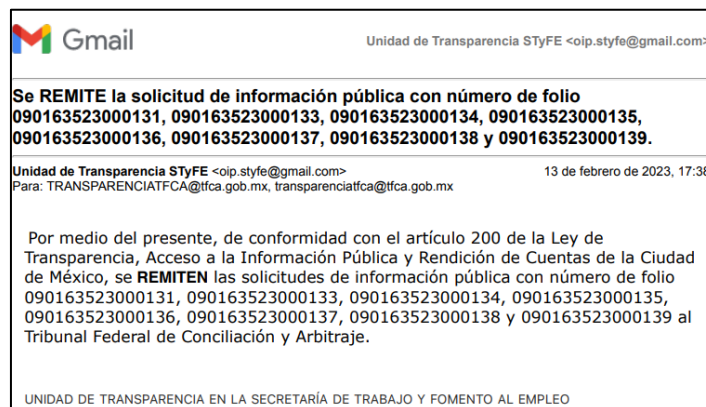 Gmail
Unidad de Transparencia STyFE <oip.styfe@gmail.com>
Se REMITE la solicitud de información pública con número de folio
090163523000131, 090163523000133, 090163523000134, 090163523000135,
090163523000136, 090163523000137, 090163523000138 y 090163523000139.
Unidad de Transparencia STyFE <oip.styfe@gmail.com>
13 de febrero de 2023, 17:38
Para: TRANSPARENCIATFCA@tfca.gob.mx, transparenciatfca@tfca.gob.mx
Por medio del presente, de conformidad con el artículo 200 de la Ley de
Transparencia, Acceso a la Información Pública y Rendición de Cuentas de la Ciudad
de México, se REMITEN las solicitudes de información pública con número de folio
090163523000131, 090163523000133, 090163523000134, 090163523000135,
090163523000136, 090163523000137, 090163523000138 y 090163523000139 al
Tribunal Federal de Conciliación y Arbitraje.
UNIDAD DE TRANSPARENCIA EN LA SECRETARÍA DE TRABAJO Y FOMENTO AL EMPLEO